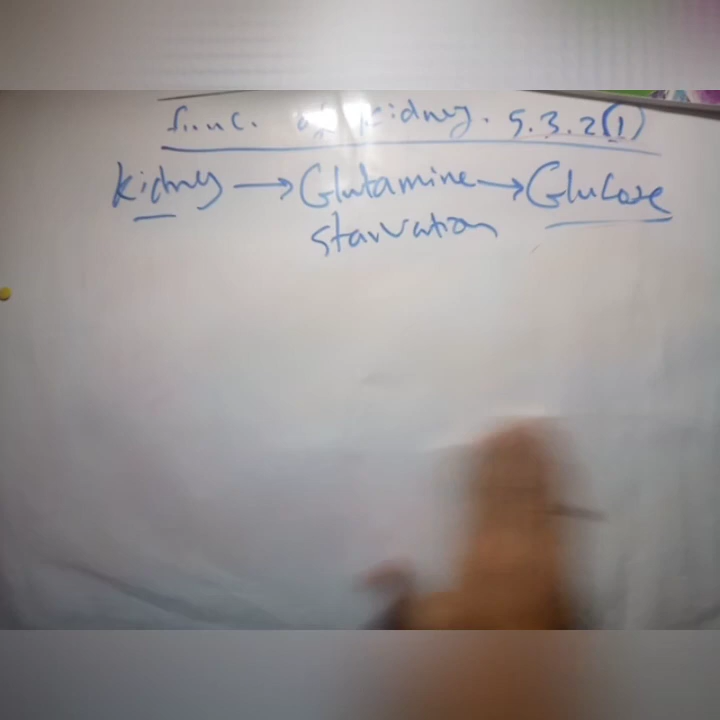 func. of kidney. 5.3.2(1)
kidney → Glutamine → Glucose
starvation